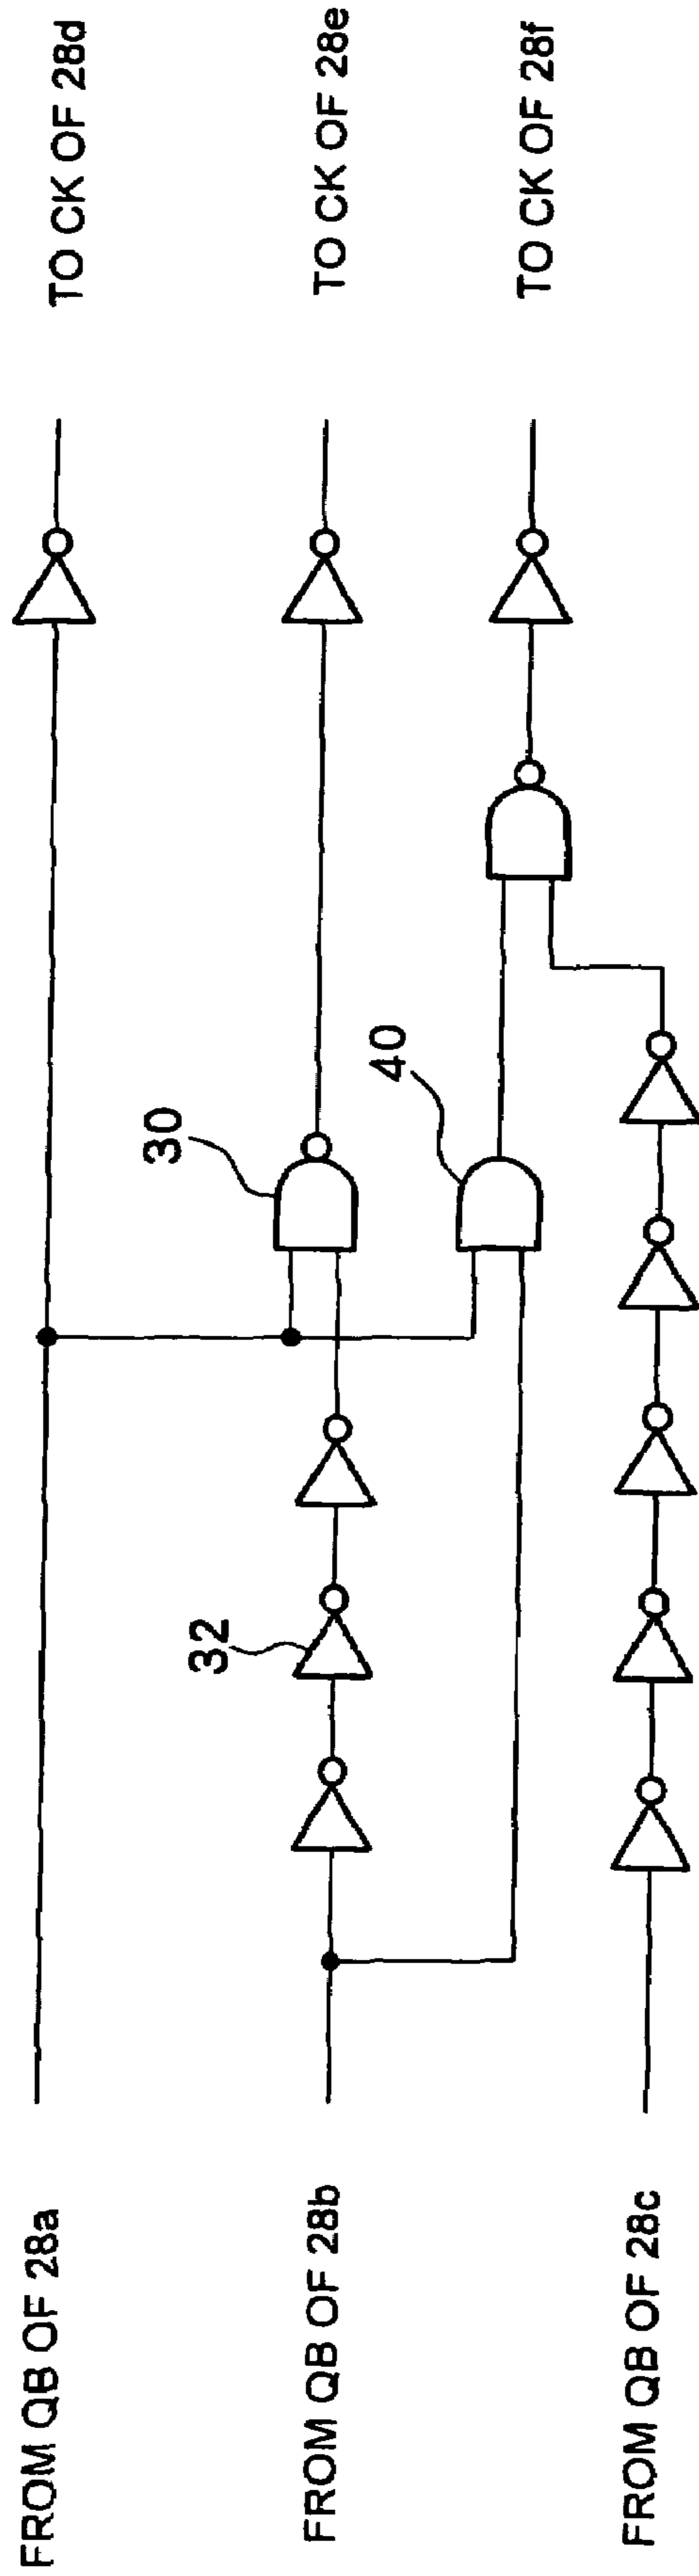 FROM QB OF 28a
TO CK OF 28d
30
32
FROM QB OF 28b
TO CK OF 28e
40
FROM QB OF 28c
TO CK OF 28f